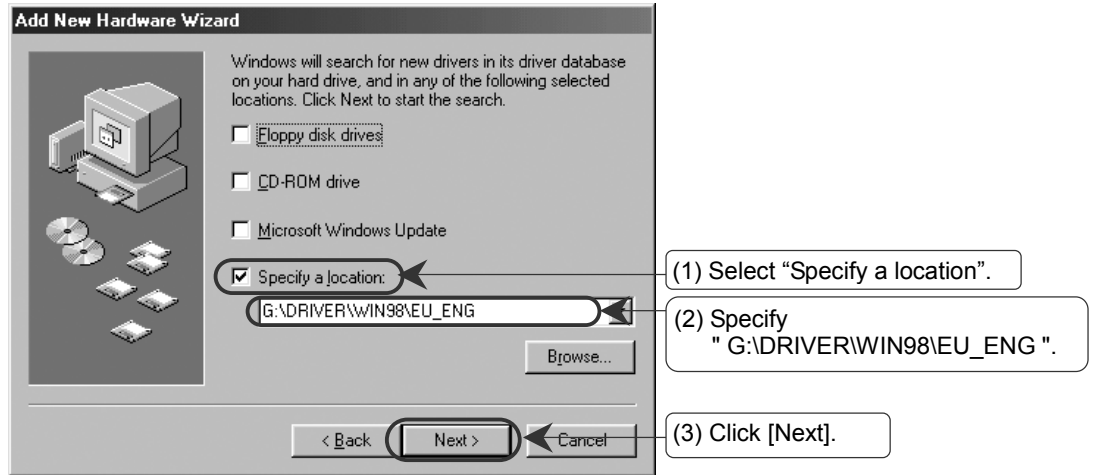 Add New Hardware Wizard
Windows will search for new drivers in its driver database
on your hard drive, and in any of the following selected
locations. Click Next to start the search.
Floppy disk drives
CD-ROM drive
Microsoft Windows Update
Specify a location:
G:\DRIVER\WIN98\EU_ENG
Browse...
< Back
Next >
Cancel
(1) Select “Specify a location”.
(2) Specify
" G:\DRIVER\WIN98\EU_ENG ".
(3) Click [Next].